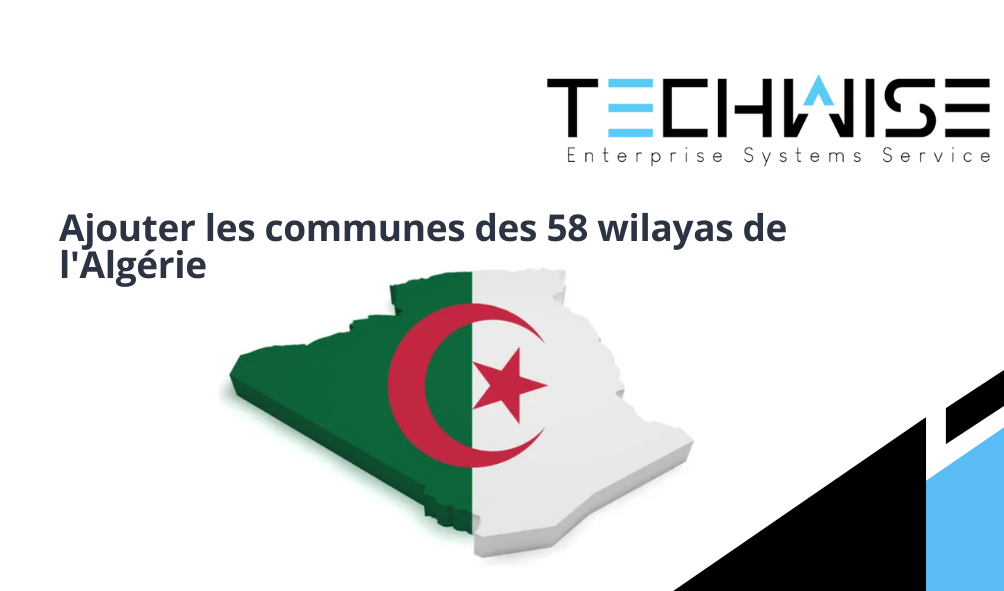 TECHWISE
Enterprise Systems Service
Ajouter les communes des 58 wilayas de
l'Algérie